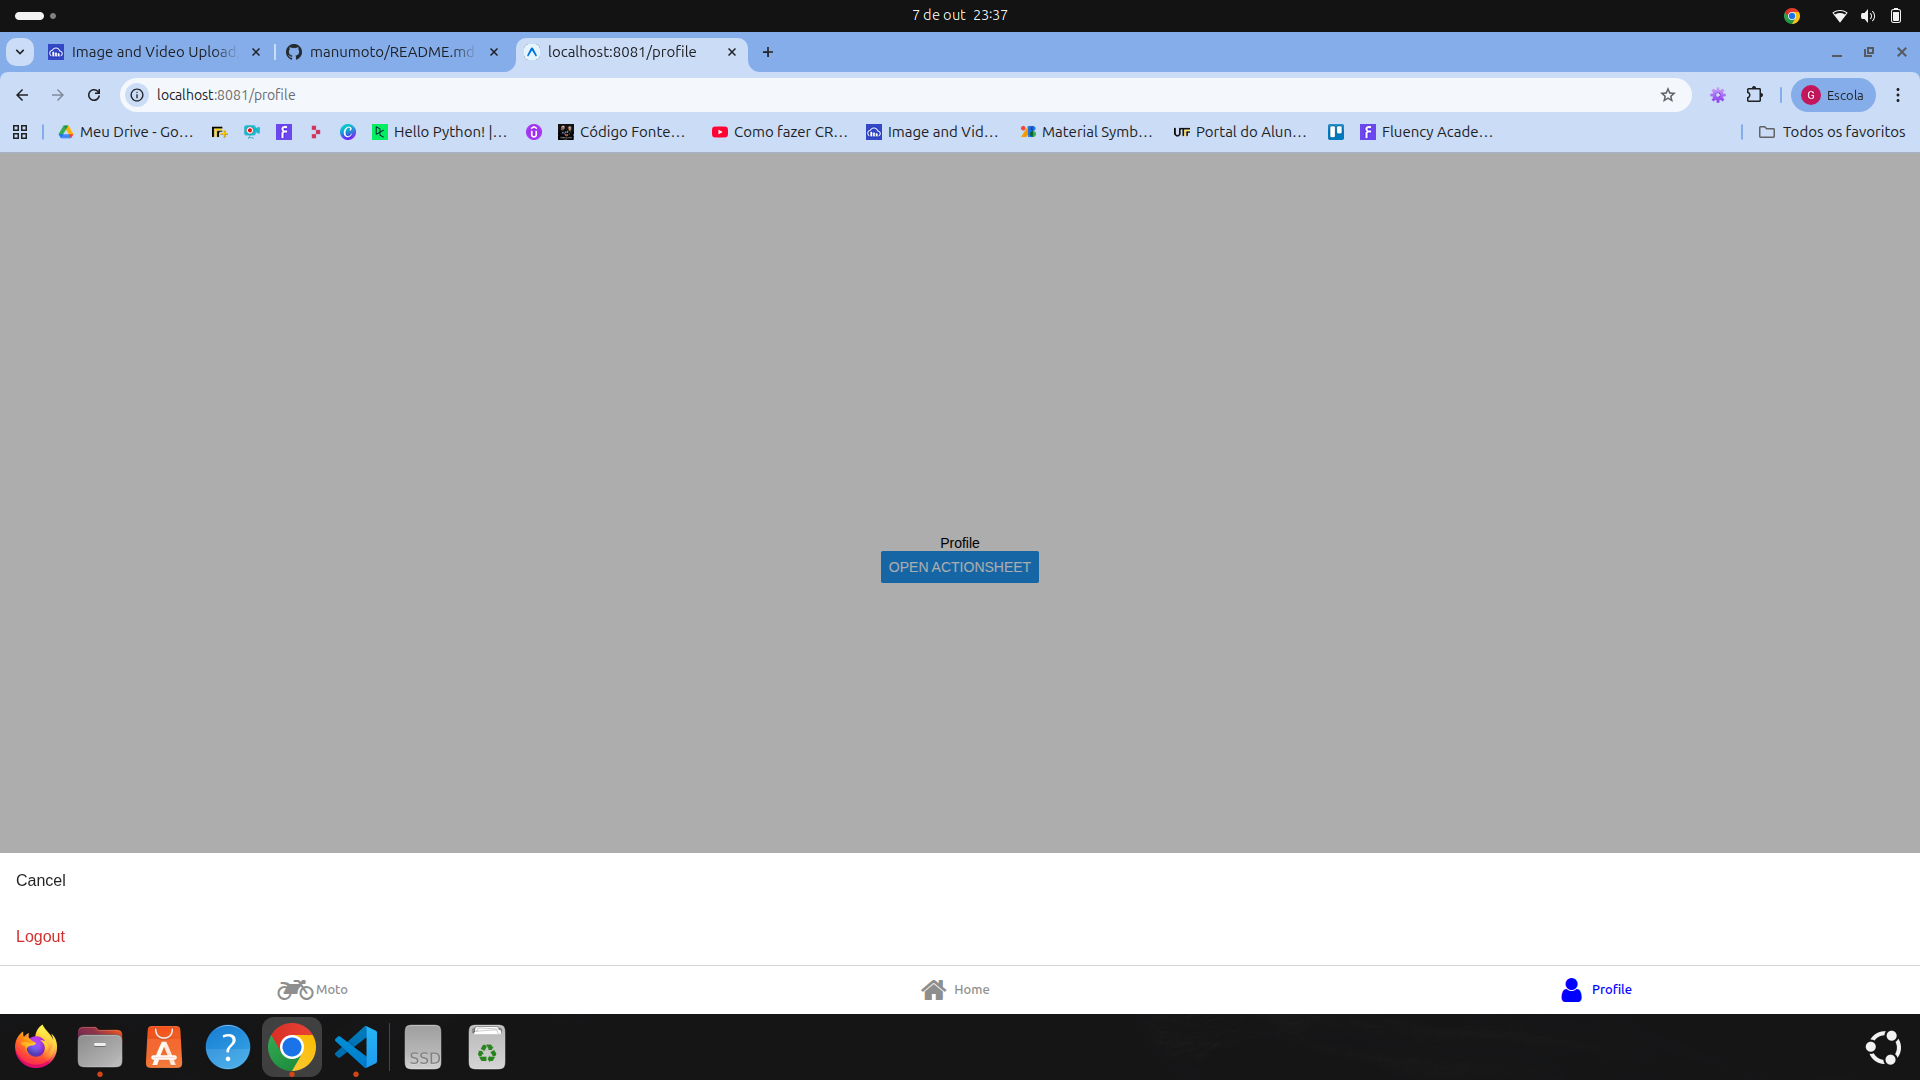 7 de out 23:37
Image and Video Upload
manumoto/README.md
localhost:8081/profile
localhost:8081/profile
G Escola
Meu Drive - Go…
Hello Python! |…
Código Fonte…
Como fazer CR…
Image and Vid…
Material Symb…
Portal do Alun…
Fluency Acade…
Todos os favoritos
Profile
OPEN ACTIONSHEET
Cancel
Logout
Moto
Home
Profile
SSD